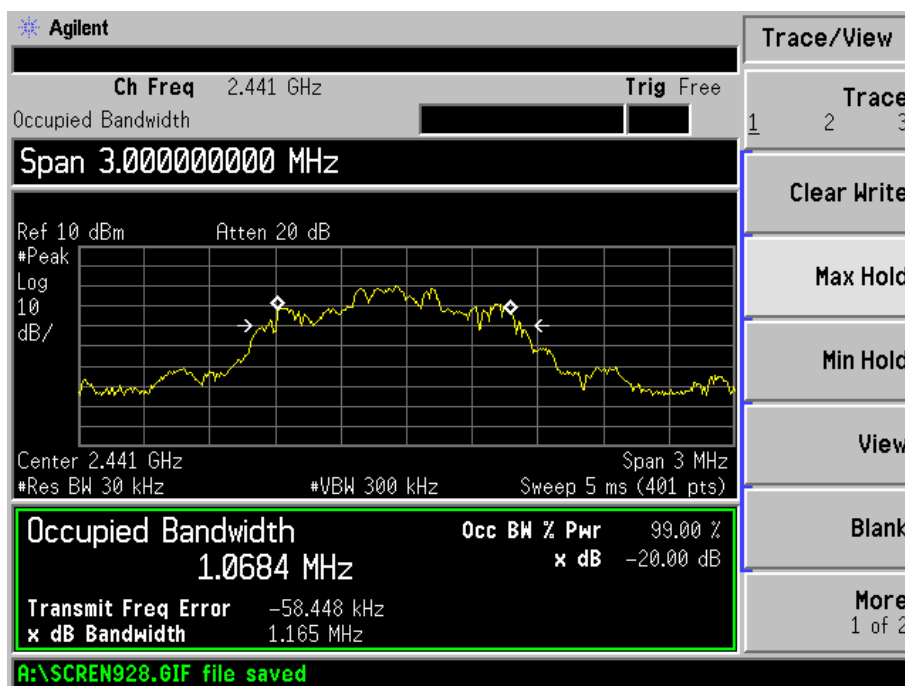 Agilent
Ch Freq 2.441 GHz Trig Free
Occupied Bandwidth
Span 3.000000000 MHz
Ref 10 dBm Atten 20 dB
#Peak
Log
10
dB/
Center 2.441 GHz Span 3 MHz
#Res BW 30 kHz #VBW 300 kHz Sweep 5 ms (401 pts)
Occupied Bandwidth
1.0684 MHz
Occ BW % Pwr 99.00 %
x dB -20.00 dB
Transmit Freq Error -58.448 kHz
x dB Bandwidth 1.165 MHz
A:\SCREN928.GIF file saved
Trace/View
Trace
1 2 3
Clear Write
Max Hold
Min Hold
View
Blank
More
1 of 2